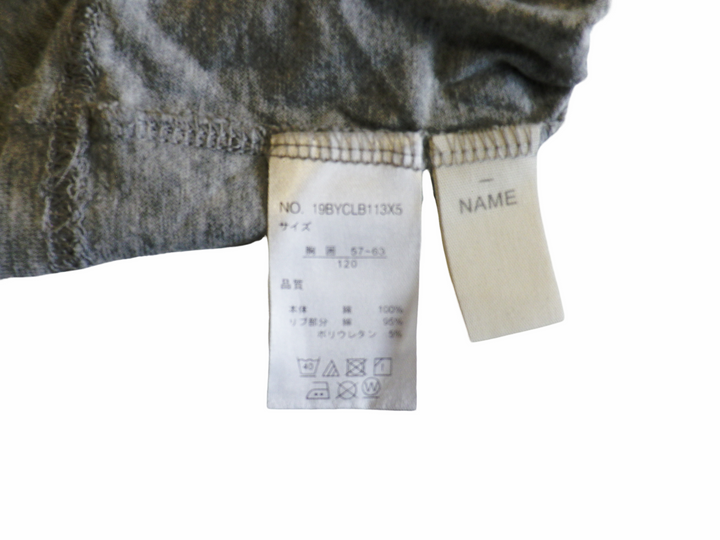 NO. 19BYCLB113X5
サイズ
胸 囲 57-63
120
品質
本体 綿 100%
リブ部分 綿 95%
ポリウレタン 5%
40
W
NAME